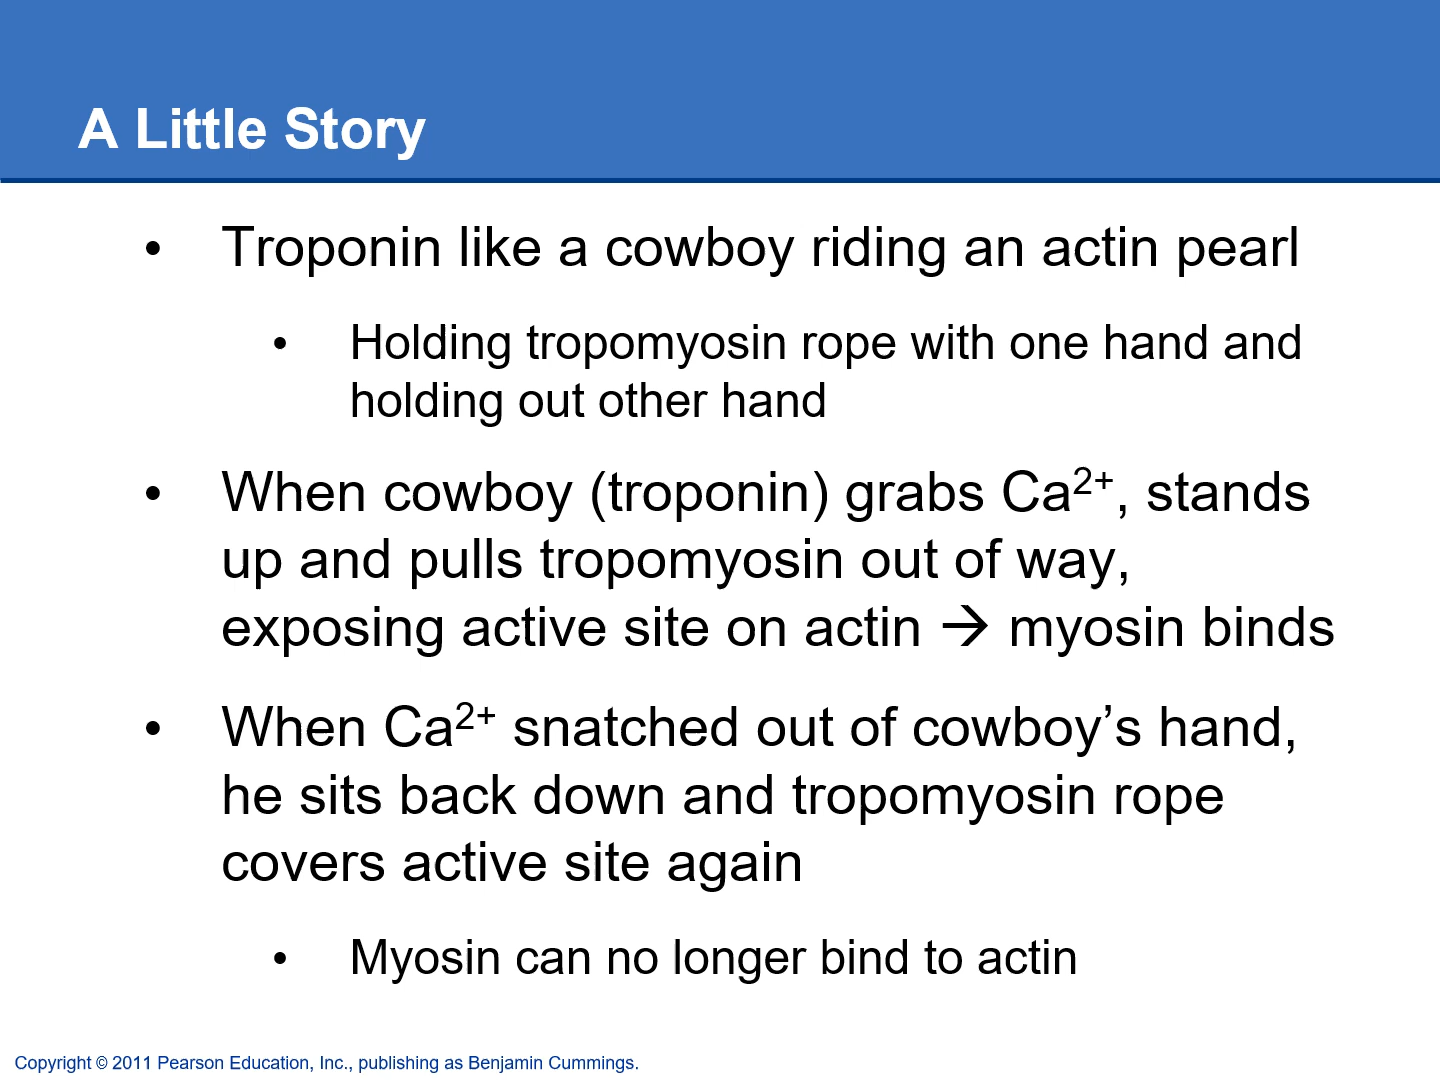 A Little Story
• Troponin like a cowboy riding an actin pearl
• Holding tropomyosin rope with one hand and
holding out other hand
• When cowboy (troponin) grabs Ca²⁺, stands
up and pulls tropomyosin out of way,
exposing active site on actin → myosin binds
• When Ca²⁺ snatched out of cowboy’s hand,
he sits back down and tropomyosin rope
covers active site again
• Myosin can no longer bind to actin
Copyright © 2011 Pearson Education, Inc., publishing as Benjamin Cummings.